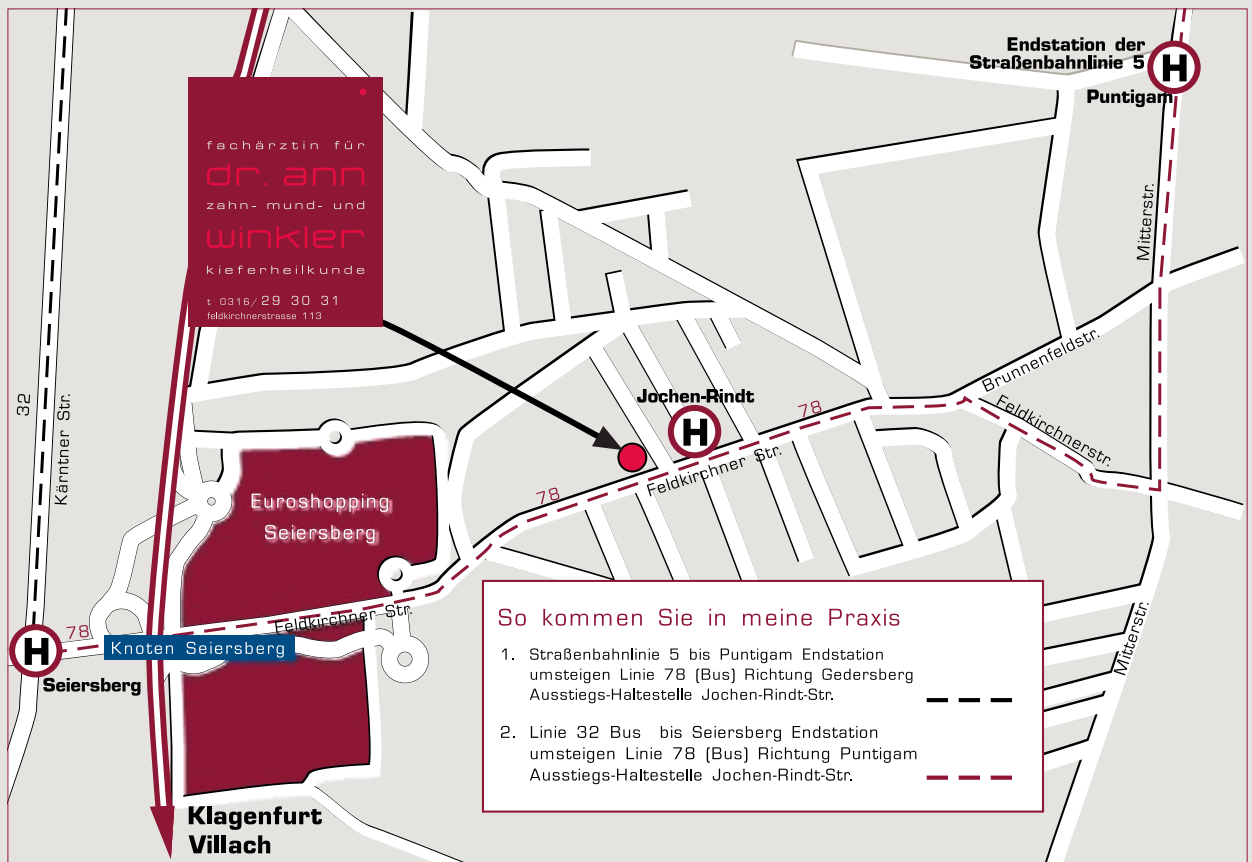 Endstation der
Straßenbahnlinie 5
H
Puntigam
fachärztin für
dr. ann
zahn- mund- und
winkler
kieferheilkunde
t 0316/29 30 31
feldkirchnerstrasse 113
Mitterstr.
Brunnenfeldstr.
Feldkirchnerstr.
Jochen-Rindt
H
78
Feldkirchner Str.
78
32
Kärntner Str.
Euroshopping
Seiersberg
Feldkirchner Str.
78
H
Knoten Seiersberg
Seiersberg
Mitterstr.
Klagenfurt
Villach
So kommen Sie in meine Praxis
1. Straßenbahnlinie 5 bis Puntigam Endstation
umsteigen Linie 78 (Bus) Richtung Gedersberg
Ausstiegs-Haltestelle Jochen-Rindt-Str.
2. Linie 32 Bus bis Seiersberg Endstation
umsteigen Linie 78 (Bus) Richtung Puntigam
Ausstiegs-Haltestelle Jochen-Rindt-Str.